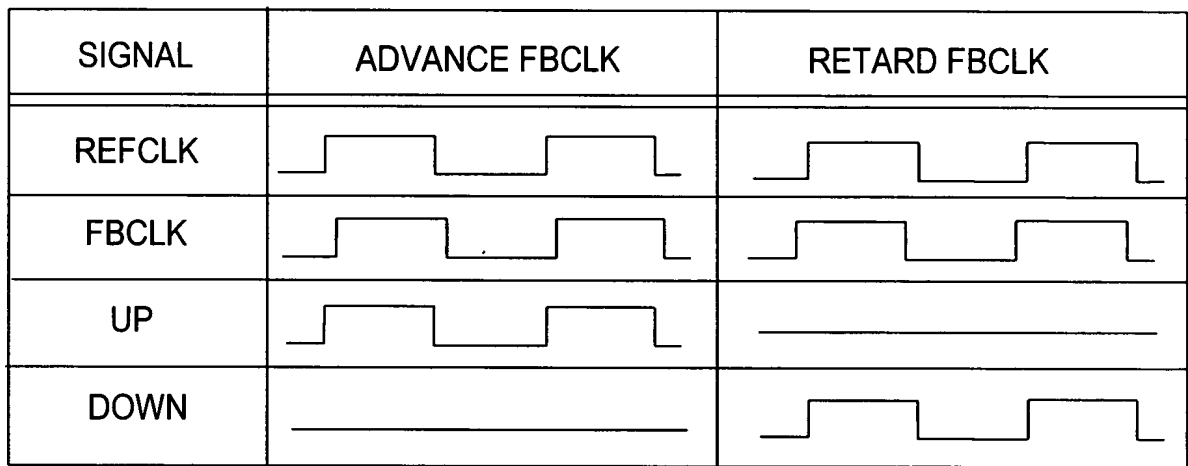 SIGNAL ADVANCE FBCLK RETARD FBCLK
REFCLK
FBCLK
UP
DOWN